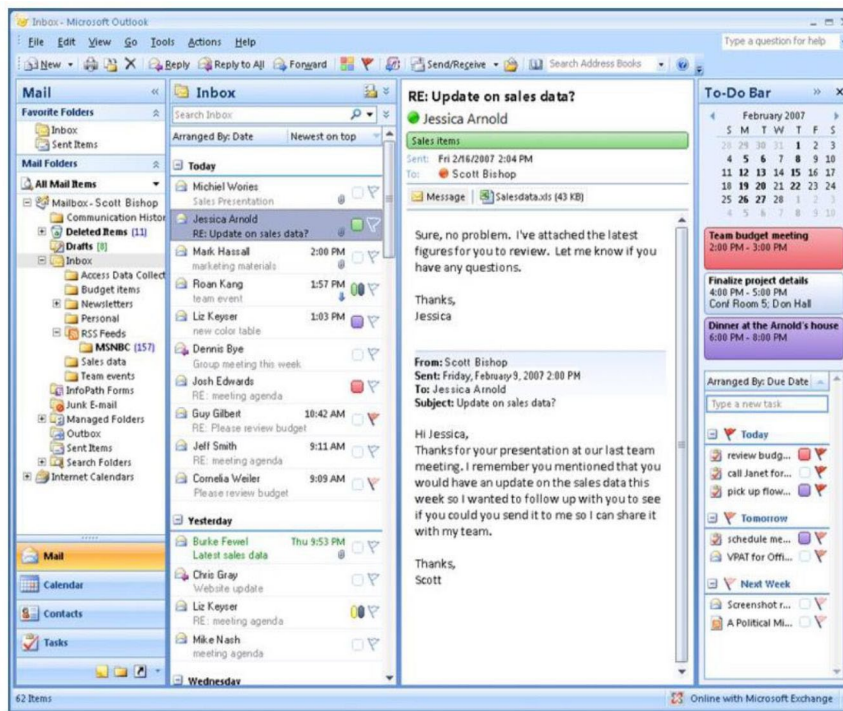 Inbox - Microsoft Outlook
File Edit View Go Tools Actions Help
Type a question for help
New Reply Reply to All Forward Send/Receive Search Address Books
Mail
Favorite Folders
Inbox
Sent Items
Mail Folders
All Mail Items
Mailbox - Scott Bishop
Communication Histor
Deleted Items (11)
Drafts [8]
Inbox
Access Data Collect
Budget items
Newsletters
Personal
RSS Feeds
MSNBC (157)
Sales data
Team events
InfoPath Forms
Junk E-mail
Managed Folders
Outbox
Sent Items
Search Folders
Internet Calendars
Mail
Calendar
Contacts
Tasks
Inbox
Search Inbox
Arranged By: Date Newest on top
Today
Michiel Wories
Sales Presentation
Jessica Arnold
RE: Update on sales data?
Mark Hassall 2:00 PM
marketing materials
Roan Kang 1:57 PM
team event
Liz Keyser 1:03 PM
new color table
Dennis Bye
Group meeting this week
Josh Edwards
RE: meeting agenda
Guy Gilbert 10:42 AM
RE: Please review budget
Jeff Smith 9:11 AM
RE: meeting agenda
Cornelia Weiler 9:09 AM
Please review budget
Yesterday
Burke Fewel Thu 9:53 PM
Latest sales data
Chris Gray
Website update
Liz Keyser
RE: meeting agenda
Mike Nash
meeting agenda
Wednesday
RE: Update on sales data?
Jessica Arnold
Sales items
Sent: Fri 2/16/2007 2:04 PM
To: Scott Bishop
Message Salesdata.xls (43 KB)
Sure, no problem. I've attached the latest
figures for you to review. Let me know if you
have any questions.
Thanks,
Jessica
From: Scott Bishop
Sent: Friday, February 9, 2007 2:00 PM
To: Jessica Arnold
Subject: Update on sales data?
Hi Jessica,
Thanks for your presentation at our last team
meeting. I remember you mentioned that you
would have an update on the sales data this
week so I wanted to follow up with you to see
if you could you send it to me so I can share it
with my team.
Thanks,
Scott
To-Do Bar
February 2007
S M T W T F S
28 29 30 31 1 2 3
4 5 6 7 8 9 10
11 12 13 14 15 16 17
18 19 20 21 22 23 24
25 26 27 28 1 2 3
4 5 6 7 8 9 10
Team budget meeting
2:00 PM - 3:00 PM
Finalize project details
4:00 PM - 5:00 PM
Conf Room 5; Don Hall
Dinner at the Arnold's house
6:00 PM - 8:00 PM
Arranged By: Due Date
Type a new task
Today
review budg...
call Janet for...
pick up flow...
Tomorrow
schedule me...
VPAT for Offi...
Next Week
Screenshot r...
A Political Mi...
62 Items
Online with Microsoft Exchange